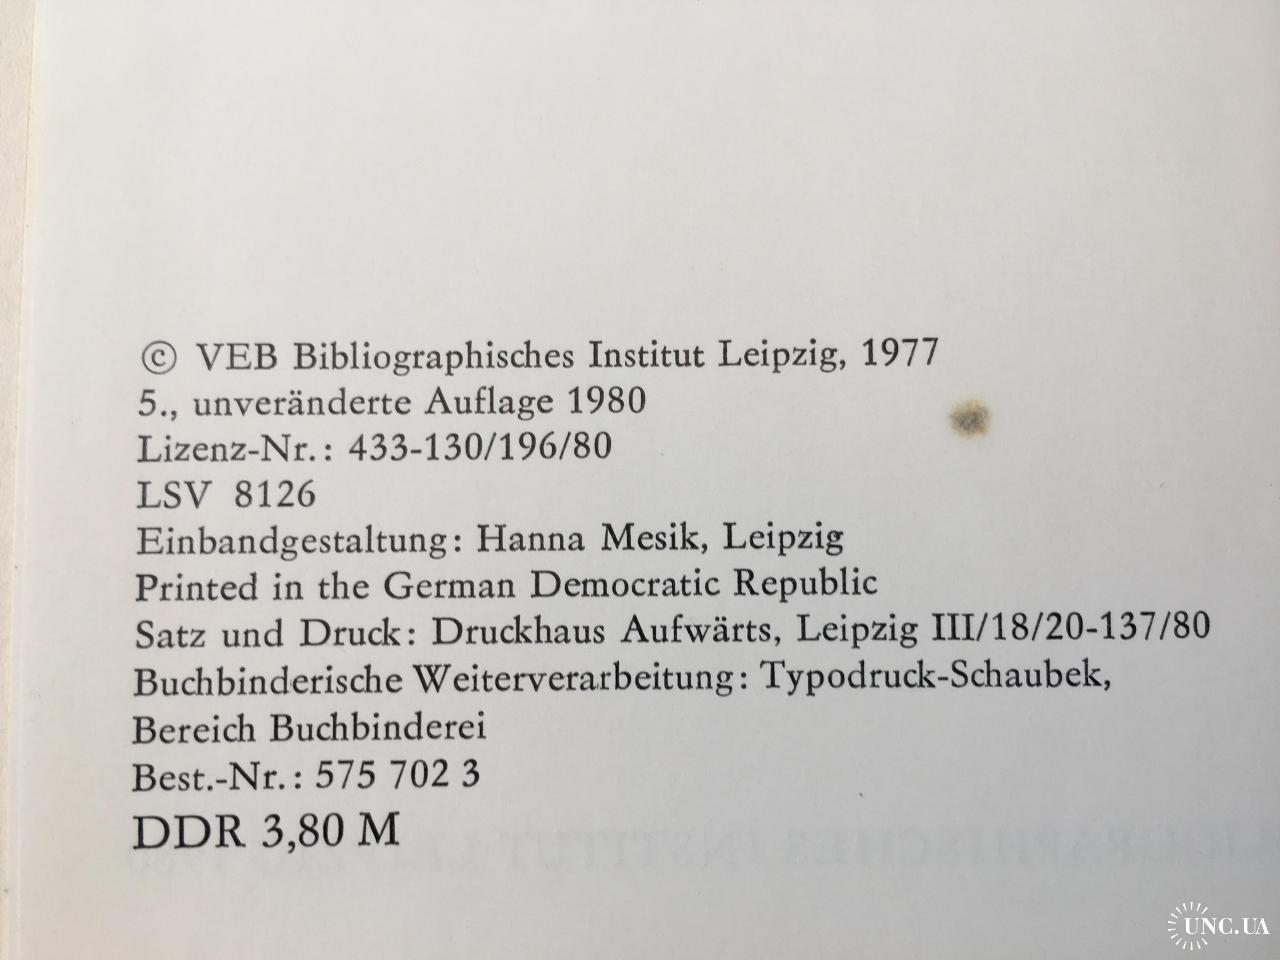 © VEB Bibliographisches Institut Leipzig, 1977
5., unveränderte Auflage 1980
Lizenz-Nr.: 433-130/196/80
LSV 8126
Einbandgestaltung: Hanna Mesik, Leipzig
Printed in the German Democratic Republic
Satz und Druck: Druckhaus Aufwärts, Leipzig III/18/20-137/80
Buchbinderische Weiterverarbeitung: Typodruck-Schaubek,
Bereich Buchbinderei
Best.-Nr.: 575 702 3
DDR 3,80 M
UNC.UA